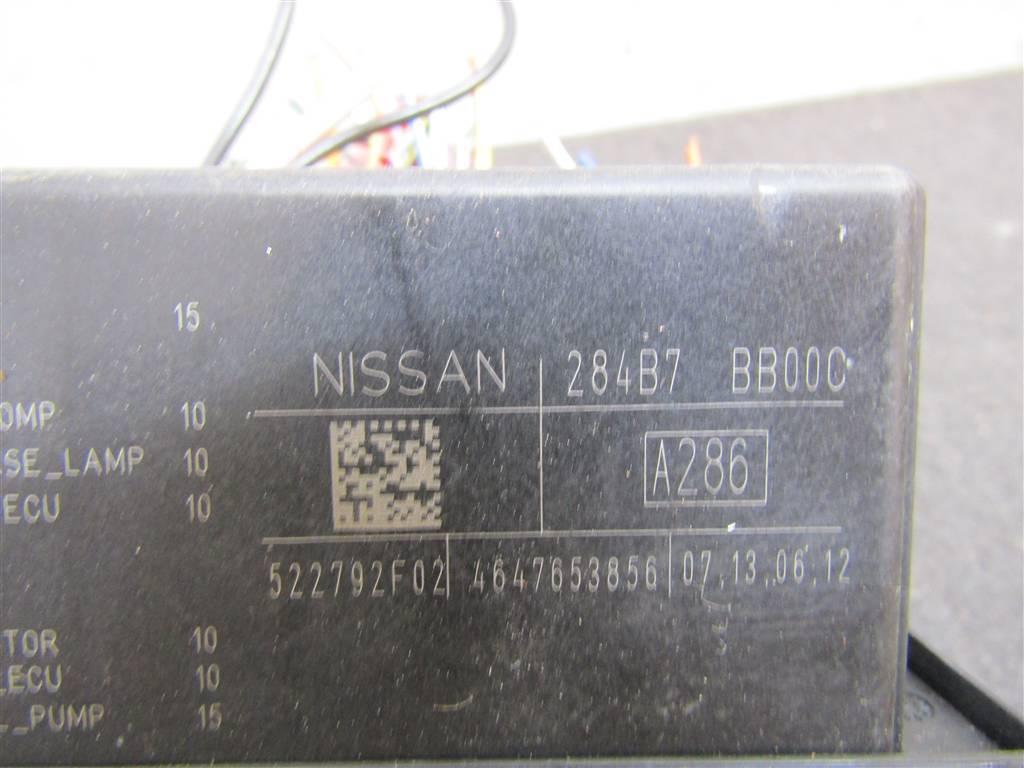 15
NISSAN 284B7 BB00C
OMP 10
SE_LAMP 10
A286
ECU 10
522792F02 4647653856 07,13,06,12
TOR 10
ECU 10
_PUMP 15